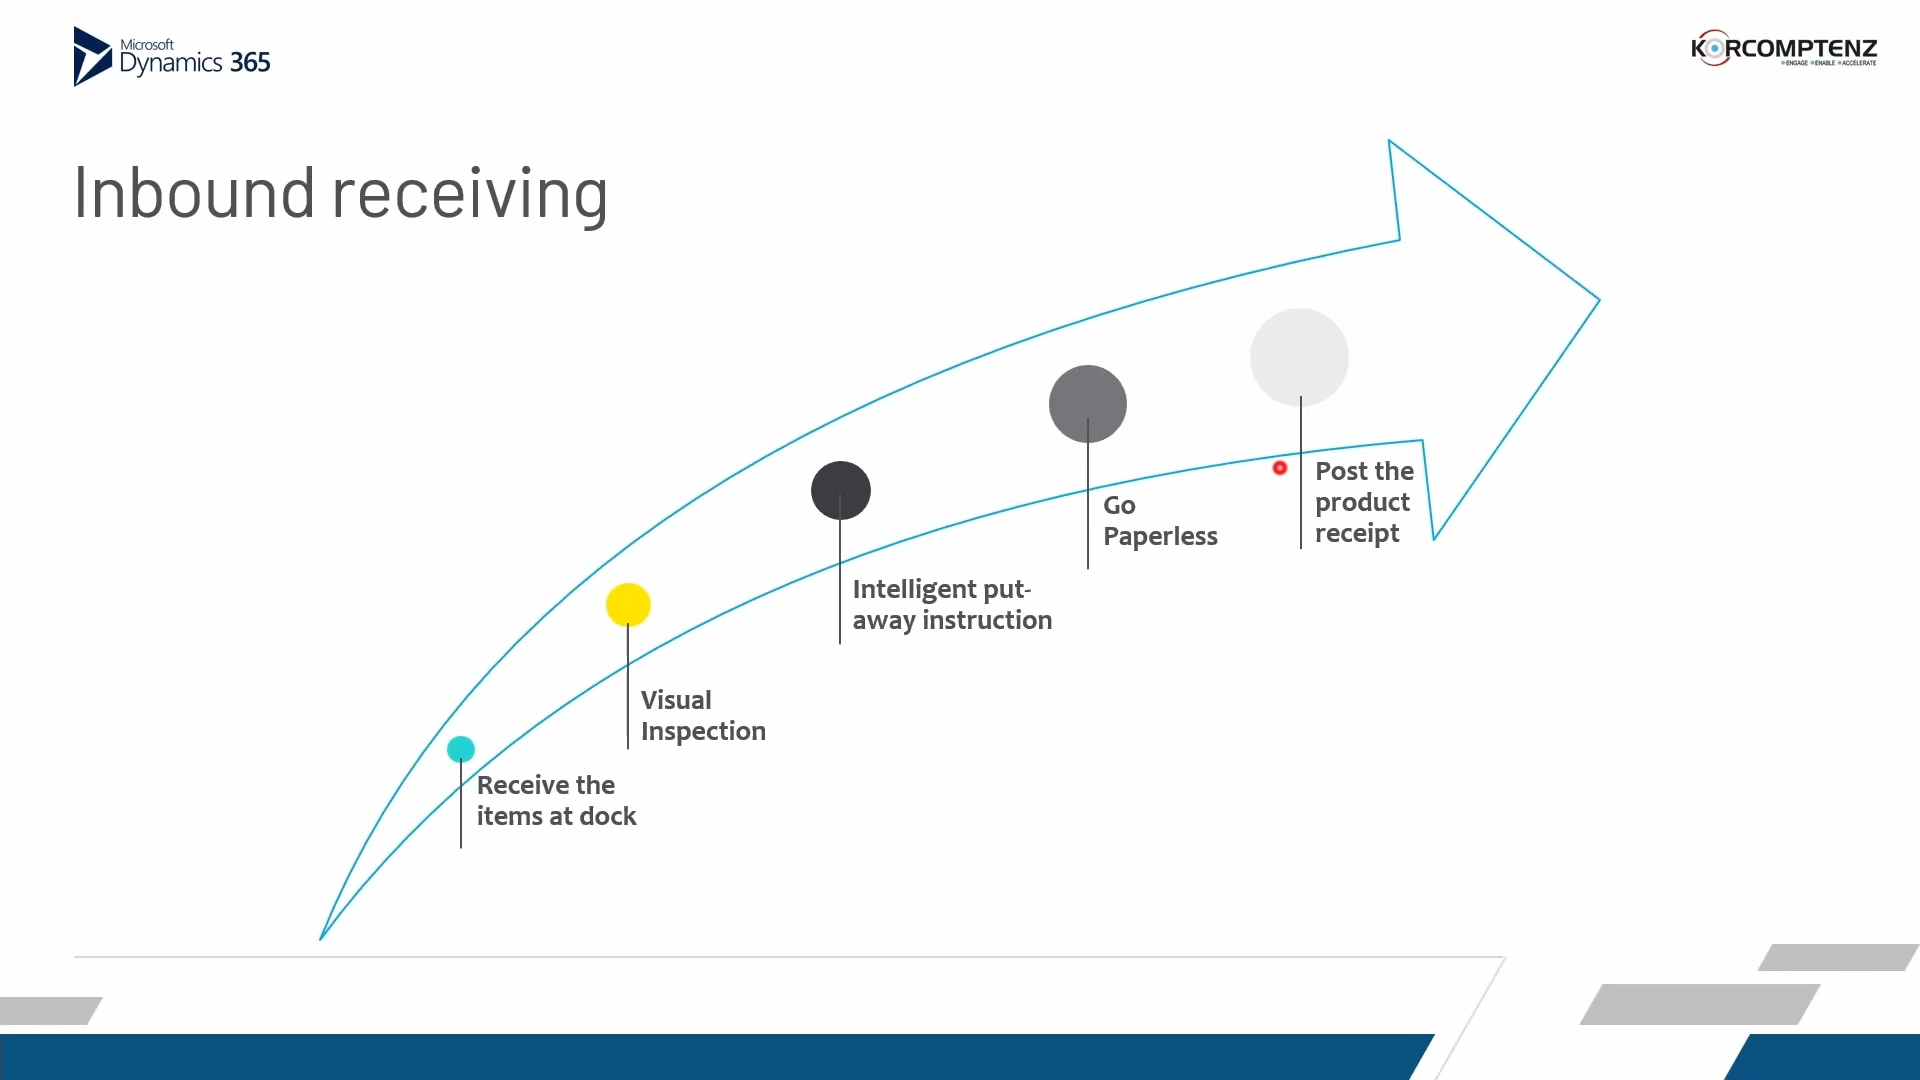 Microsoft
Dynamics 365
KORCOMPTENZ
ENGAGE ENABLE ACCELERATE
Inbound receiving
Post the
product
receipt
Go
Paperless
Intelligent put-
away instruction
Visual
Inspection
Receive the
items at dock